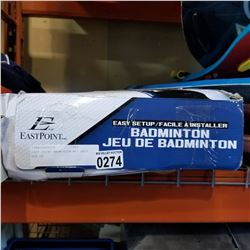 EASTPOINT
EASY SETUP/FACILE À INSTALLER
BADMINTON
JEU DE BADMINTON
0274